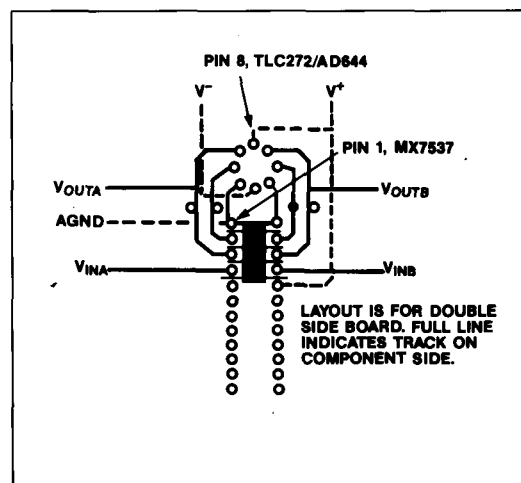 PIN 8, TLC272/AD644
V⁻
V⁺
PIN 1, MX7537
VOUTA
VOUTB
AGND
VINA
VINB
LAYOUT IS FOR DOUBLE
SIDE BOARD. FULL LINE
INDICATES TRACK ON
COMPONENT SIDE.